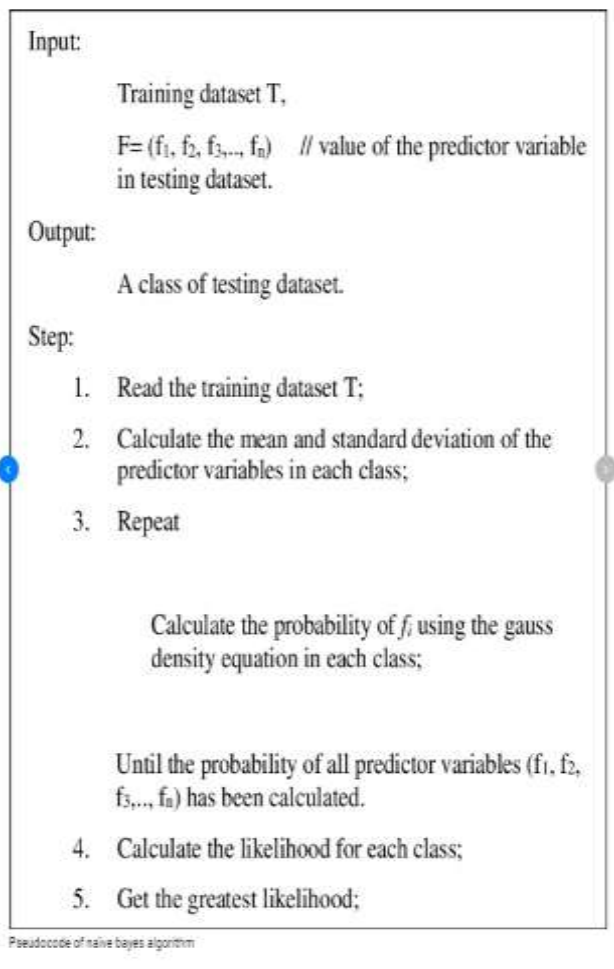 Input:
Training dataset T,
F= (f₁, f₂, f₃,.., fₙ) // value of the predictor variable
in testing dataset.
Output:
A class of testing dataset.
Step:
1. Read the training dataset T;
2. Calculate the mean and standard deviation of the
predictor variables in each class;
3. Repeat
Calculate the probability of fᵢ using the gauss
density equation in each class;
Until the probability of all predictor variables (f₁, f₂,
f₃,.., fₙ) has been calculated.
4. Calculate the likelihood for each class;
5. Get the greatest likelihood;
Pseudocode of naïve bayes algorithm